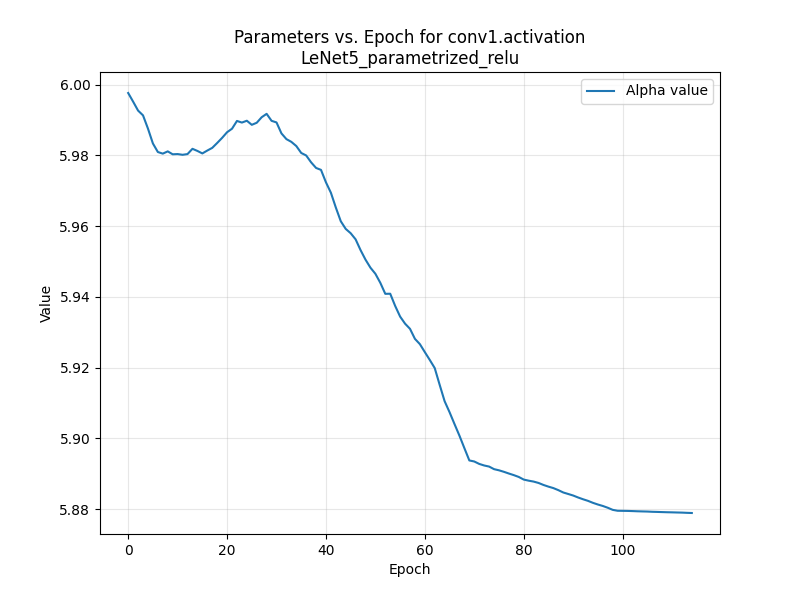 Parameters vs. Epoch for conv1.activation
LeNet5_parametrized_relu
Alpha value
6.00
5.98
5.96
5.94
5.92
5.90
5.88
Value
0
20
40
60
80
100
Epoch